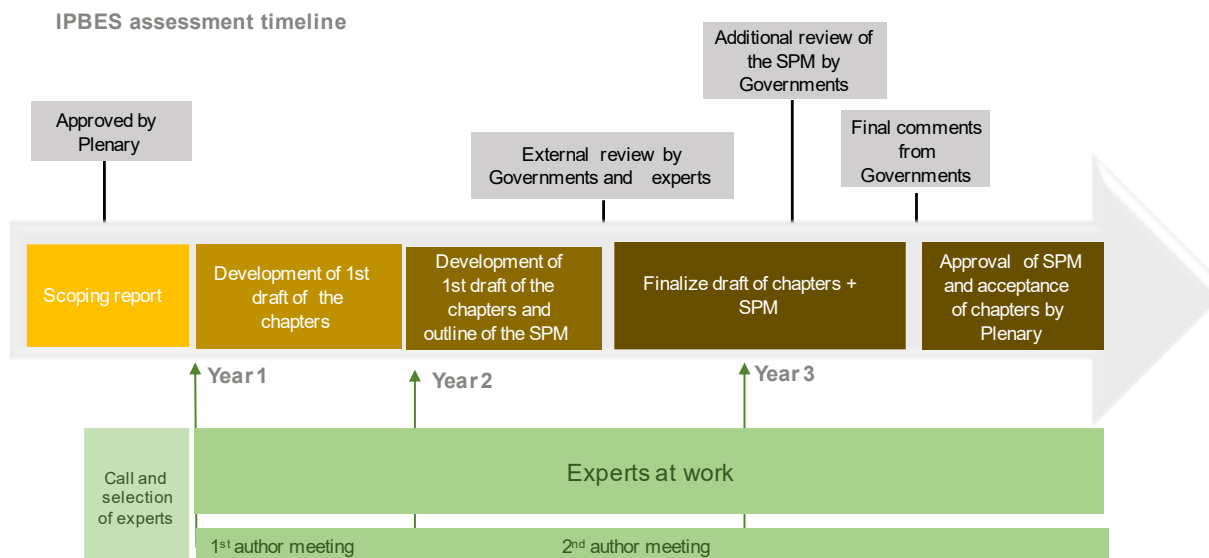 IPBES assessment timeline
Additional review of
the SPM by
Governments
Approved by
Plenary
Final comments
from
Governments
External review by
Governments and experts
Scoping report
Development of 1st
draft of the
chapters
Development of
1st draft of the
chapters and
outline of the SPM
Finalize draft of chapters +
SPM
Approval of SPM
and acceptance
of chapters by
Plenary
Year 1
Year 2
Year 3
Call and
selection
of experts
Experts at work
1st author meeting
2nd author meeting